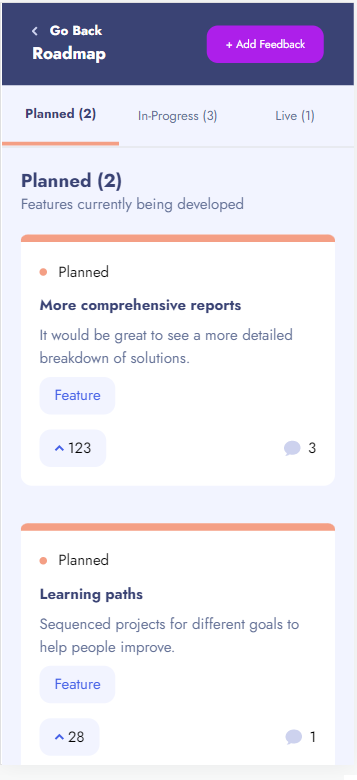 Go Back
Roadmap
+ Add Feedback
Planned (2)
In-Progress (3)
Live (1)
Planned (2)
Features currently being developed
Planned
More comprehensive reports
It would be great to see a more detailed
breakdown of solutions.
Feature
123
3
Planned
Learning paths
Sequenced projects for different goals to
help people improve.
Feature
28
1